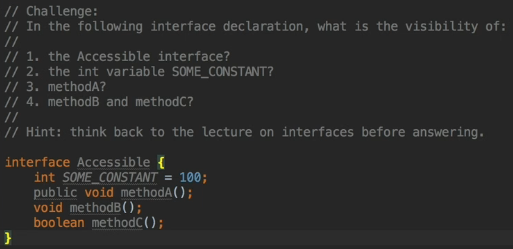 // Challenge:
// In the following interface declaration, what is the visibility of:
//
// 1. the Accessible interface?
// 2. the int variable SOME_CONSTANT?
// 3. methodA?
// 4. methodB and methodC?
//
// Hint: think back to the lecture on interfaces before answering.
interface Accessible {
    int SOME_CONSTANT = 100;
    public void methodA();
    void methodB();
    boolean methodC();
}